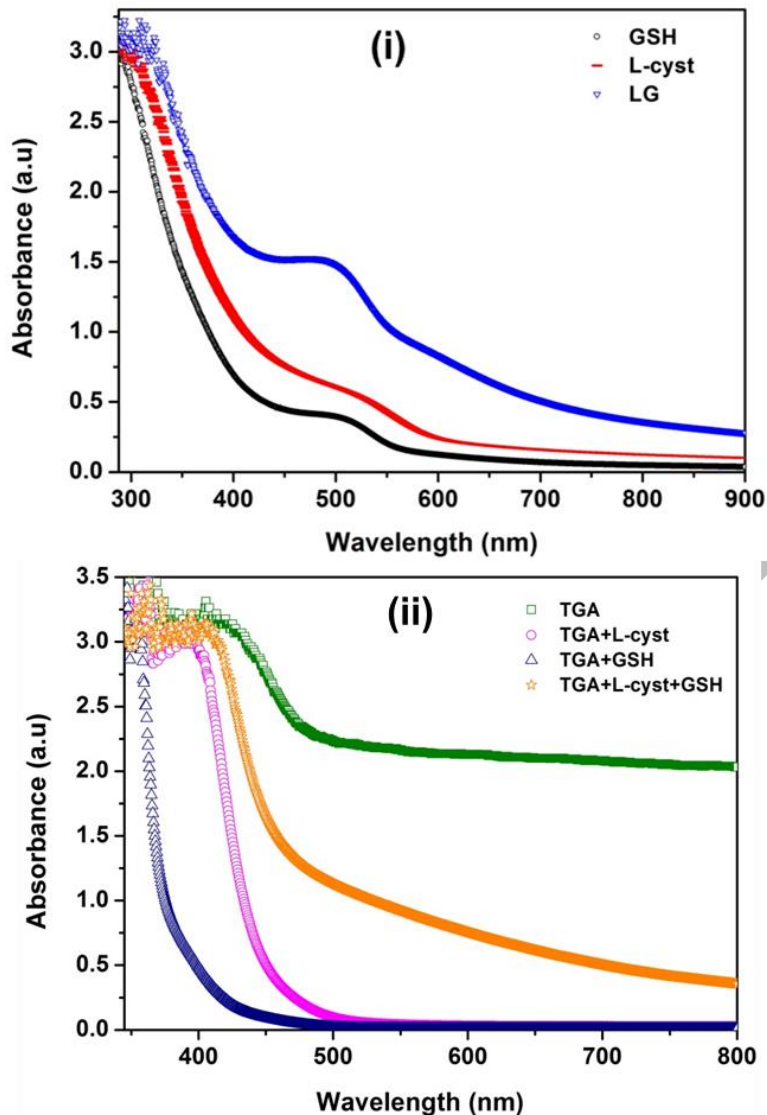 (i)
GSH
L-cyst
LG
3.0
2.5
2.0
1.5
1.0
0.5
0.0
Absorbance (a.u)
300 400 500 600 700 800 900
Wavelength (nm)
(ii)
TGA
TGA+L-cyst
TGA+GSH
TGA+L-cyst+GSH
3.5
3.0
2.5
2.0
1.5
1.0
0.5
0.0
Absorbance (a.u)
400 500 600 700 800
Wavelength (nm)